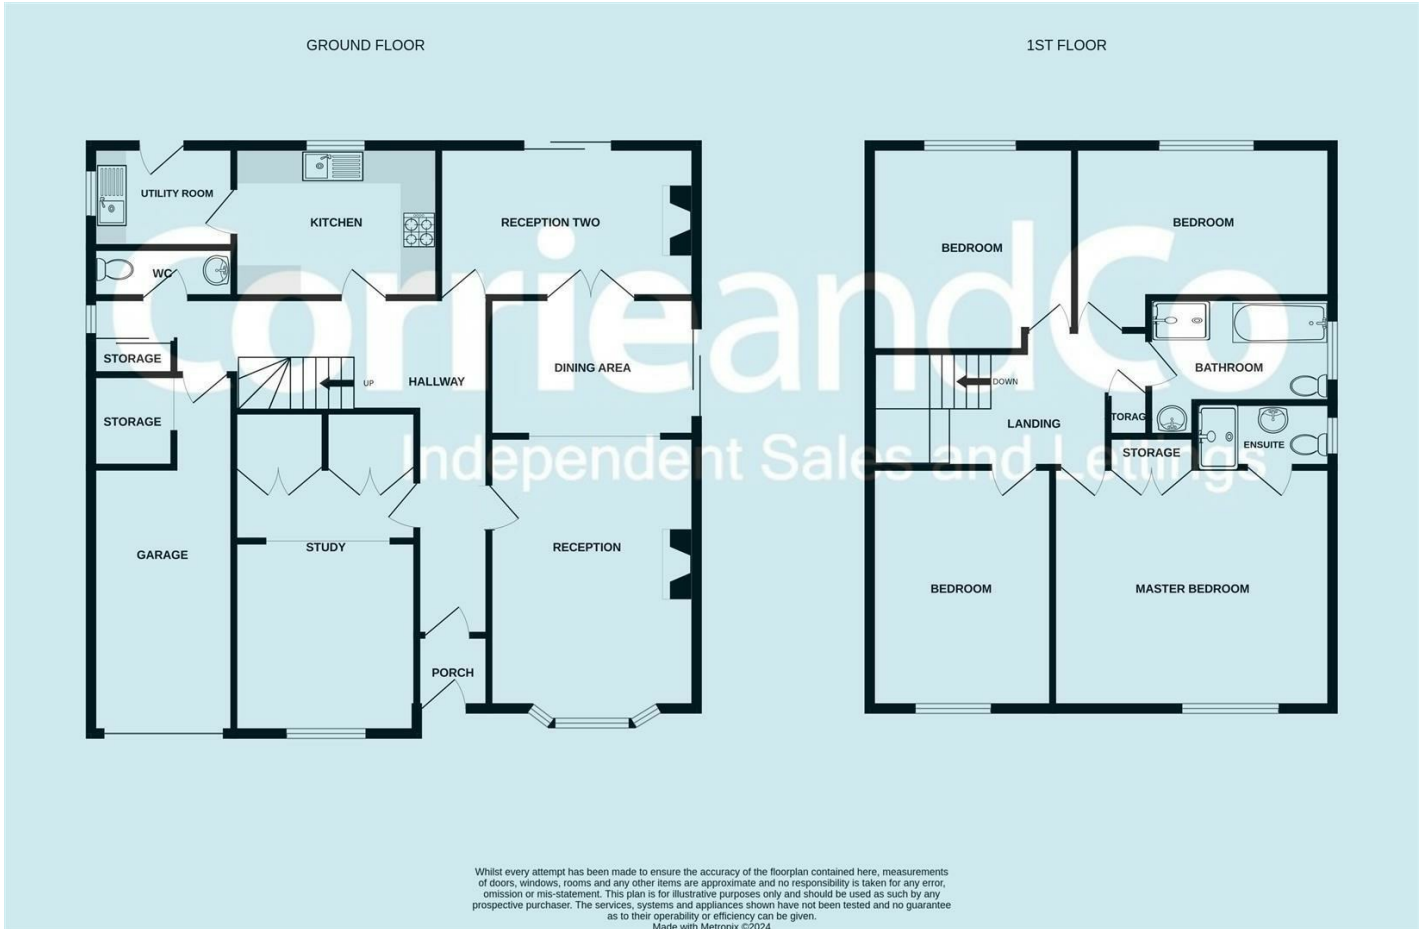 GROUND FLOOR
1ST FLOOR
UTILITY ROOM
KITCHEN
RECEPTION TWO
WC
STORAGE
STORAGE
UP
HALLWAY
DINING AREA
GARAGE
STUDY
RECEPTION
PORCH
BEDROOM
BEDROOM
BATHROOM
DOWN
LANDING
STORAGE
STORAGE
ENSUITE
BEDROOM
MASTER BEDROOM
CorrieandCo
Independent Sales and Lettings
Whilst every attempt has been made to ensure the accuracy of the floorplan contained here, measurements
of doors, windows, rooms and any other items are approximate and no responsibility is taken for any error,
omission or mis-statement. This plan is for illustrative purposes only and should be used as such by any
prospective purchaser. The services, systems and appliances shown have not been tested and no guarantee
as to their operability or efficiency can be given.
Made with Metropix ©2024